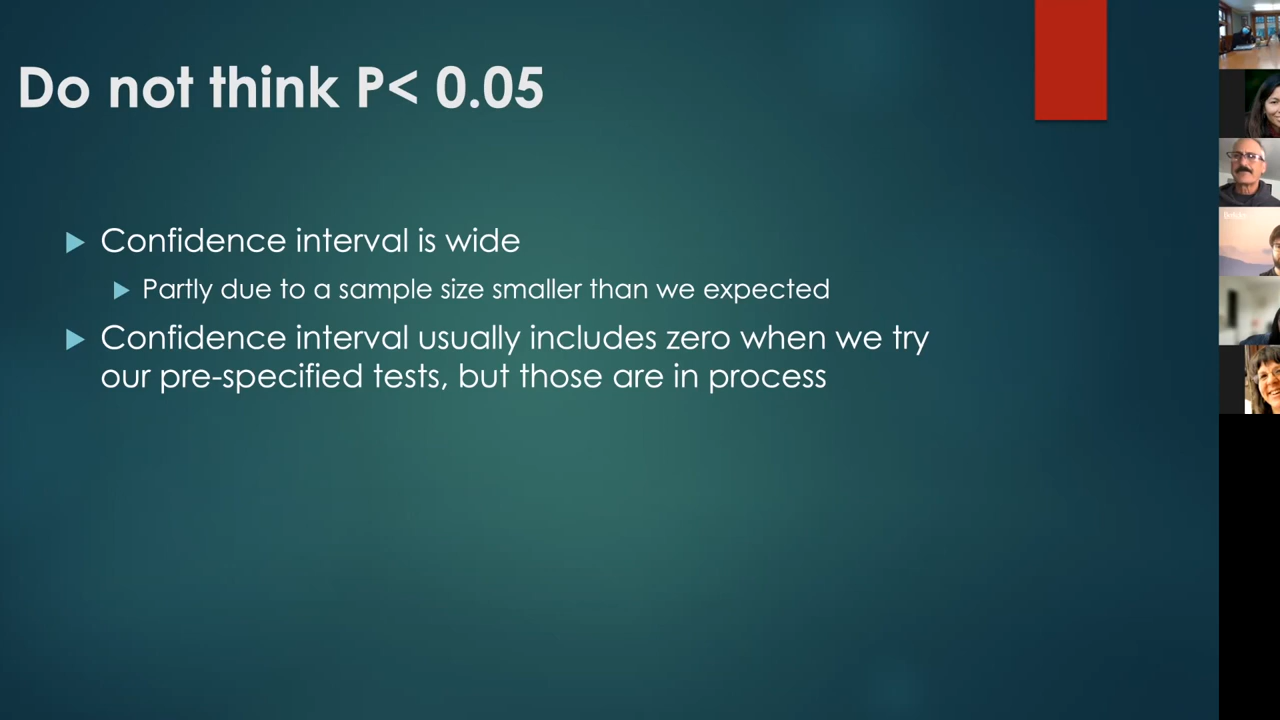 Do not think P< 0.05
Confidence interval is wide
Partly due to a sample size smaller than we expected
Confidence interval usually includes zero when we try
our pre-specified tests, but those are in process